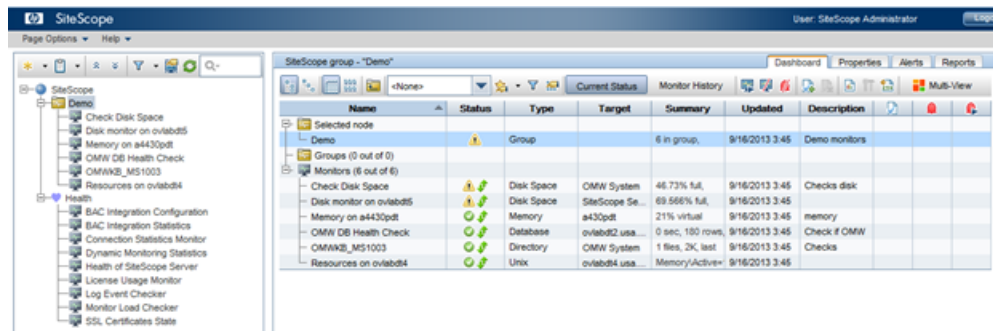 SiteScope
User: SiteScope Administrator
Page Options Help
SiteScope
Demo
Check Disk Space
Disk monitor on ovlabdt5
Memory on a4430pdt
OMW DB Health Check
OMWKB_MS1003
Resources on ovlabdt4
Health
BAC Integration Configuration
BAC Integration Statistics
Connection Statistics Monitor
Dynamic Monitoring Statistics
Health of SiteScope Server
License Usage Monitor
Log Event Checker
Monitor Load Checker
SSL Certificates State
SiteScope group - "Demo"
Dashboard Properties Alerts Reports
<None> Current Status Monitor History Multi-View
Name Status Type Target Summary Updated Description
Selected node
Demo Group 6 in group, 9/16/2013 3:45 Demo monitors
Groups (0 out of 0)
Monitors (6 out of 6)
Check Disk Space Disk Space OMW System 46.73% full, 9/16/2013 3:45 Checks disk
Disk monitor on ovlabdt5 Disk Space SiteScope Se... 69.566% full, 9/16/2013 3:45
Memory on a4430pdt Memory a430pdt 21% virtual 9/16/2013 3:45 memory
OMW DB Health Check Database ovlabdt2.usa.... 0 sec, 180 rows, 9/16/2013 3:45 Check if OMW
OMWKB_MS1003 Directory OMW System 1 files, 2K, last 9/16/2013 3:45 Checks
Resources on ovlabdt4 Unix ovlabdt4.usa.... Memory\Active= 9/16/2013 3:45